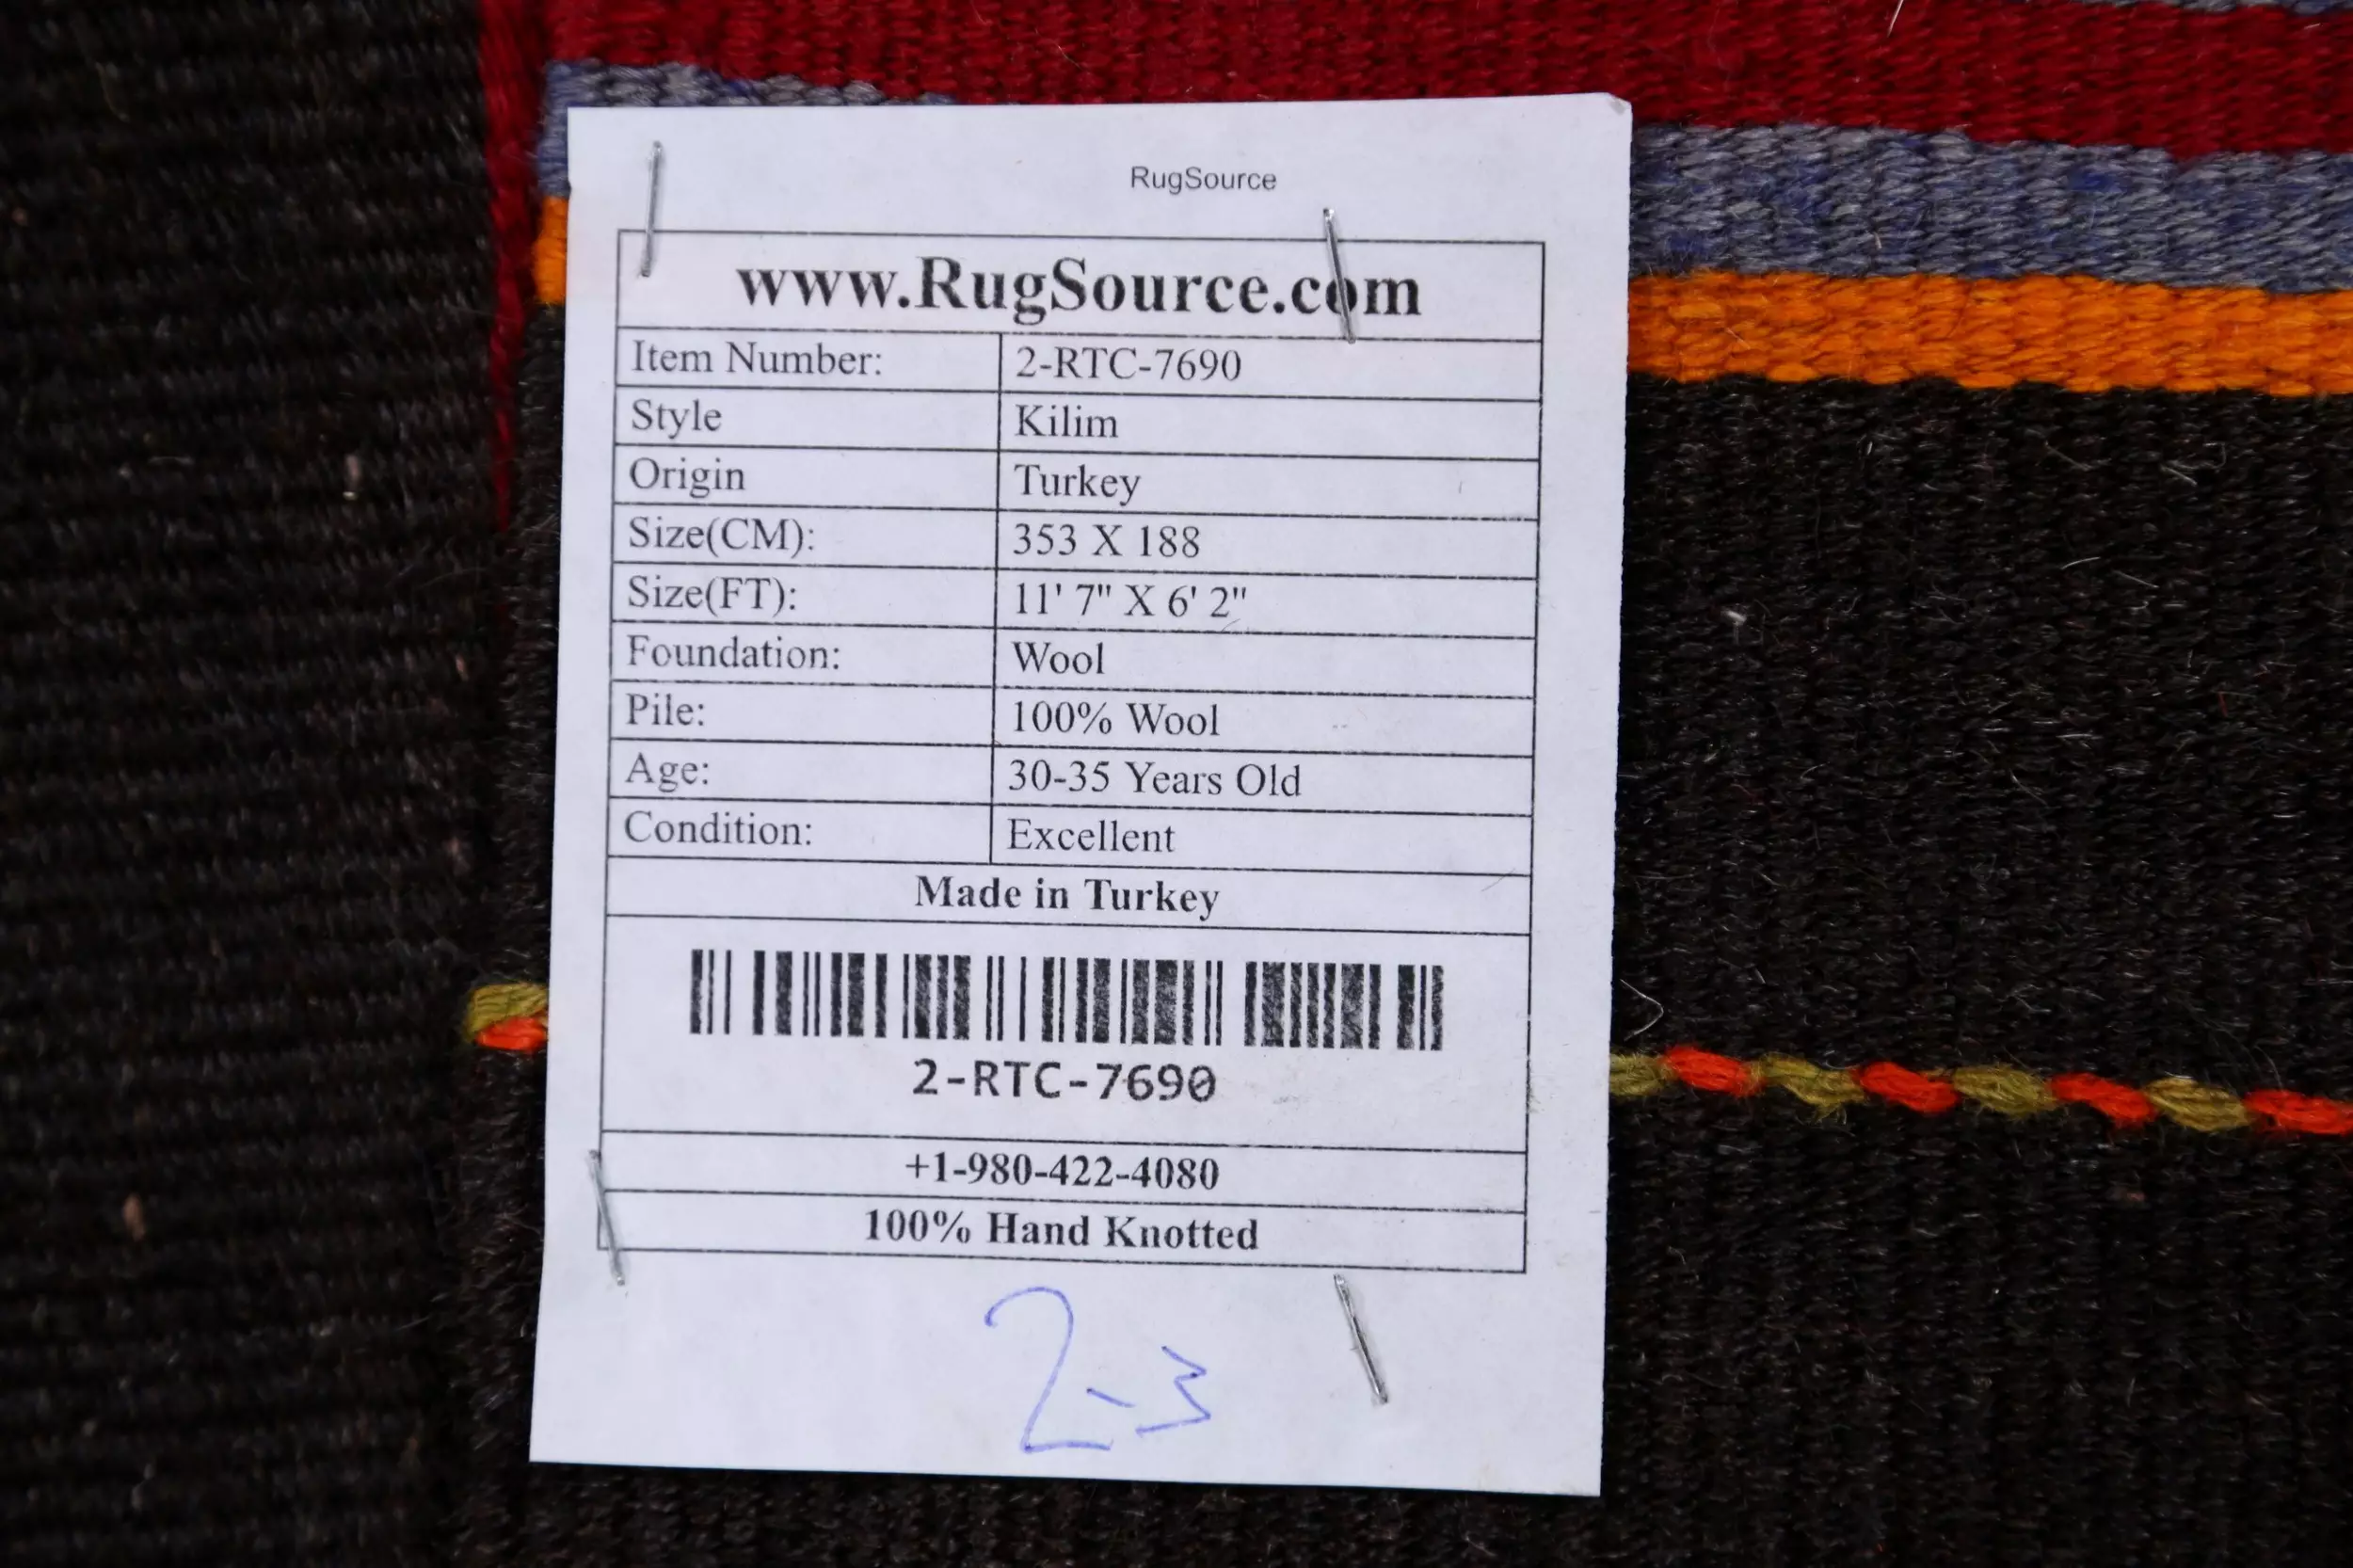 RugSource
www.RugSource.com
Item Number: 2-RTC-7690
Style Kilim
Origin Turkey
Size(CM): 353 X 188
Size(FT): 11' 7" X 6' 2"
Foundation: Wool
Pile: 100% Wool
Age: 30-35 Years Old
Condition: Excellent
Made in Turkey
2-RTC-7690
+1-980-422-4080
100% Hand Knotted
2-3